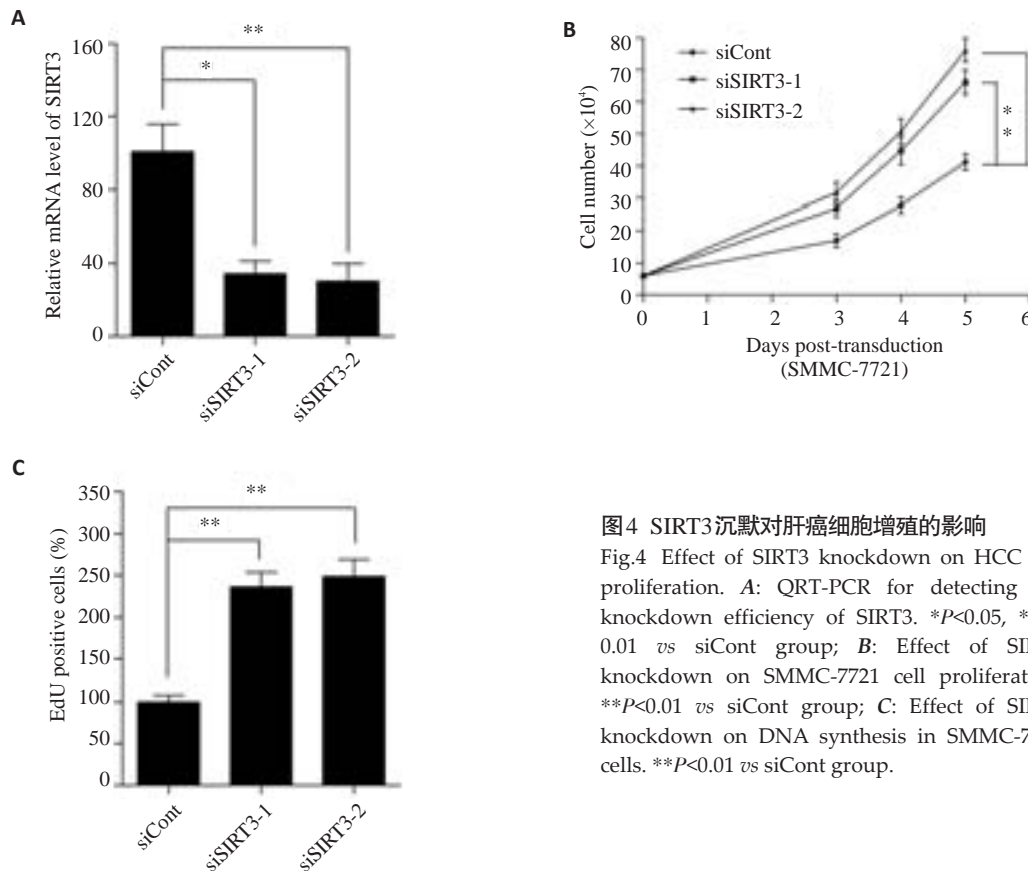 A
Relative mRNA level of SIRT3
160
120
80
40
0
**
*
siCont
siSIRT3-1
siSIRT3-2
B
Cell number (×10⁴)
80
70
60
50
40
30
20
10
0
siCont
siSIRT3-1
siSIRT3-2
**
0 1 2 3 4 5 6
Days post-transduction
(SMMC-7721)
C
EdU positive cells (%)
350
300
250
200
150
100
50
0
**
**
siCont
siSIRT3-1
siSIRT3-2
图4 SIRT3沉默对肝癌细胞增殖的影响
Fig.4 Effect of SIRT3 knockdown on HCC
proliferation. A: QRT-PCR for detecting
knockdown efficiency of SIRT3. *P<0.05, *
0.01 vs siCont group; B: Effect of SI
knockdown on SMMC-7721 cell proliferat
**P<0.01 vs siCont group; C: Effect of SI
knockdown on DNA synthesis in SMMC-7
cells. **P<0.01 vs siCont group.